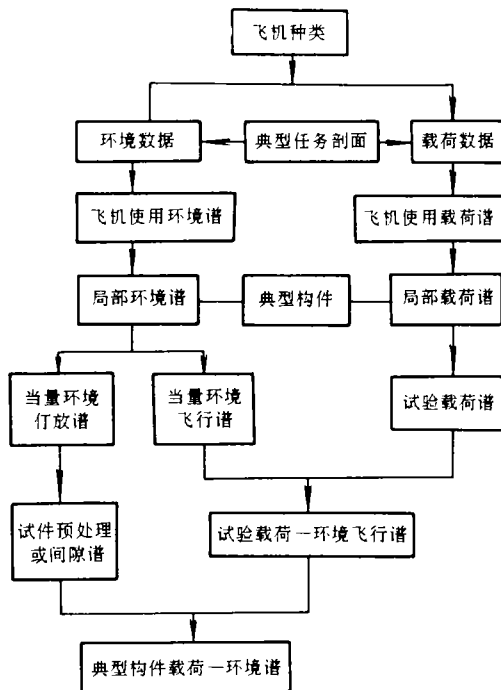 飞机种类
环境数据
典型任务剖面
载荷数据
飞机使用环境谱
飞机使用载荷谱
局部环境谱
典型构件
局部载荷谱
当量环境
仃放谱
当量环境
飞行谱
试验载荷谱
试件预处理
或间隙谱
试验载荷一环境飞行谱
典型构件载荷一环境谱